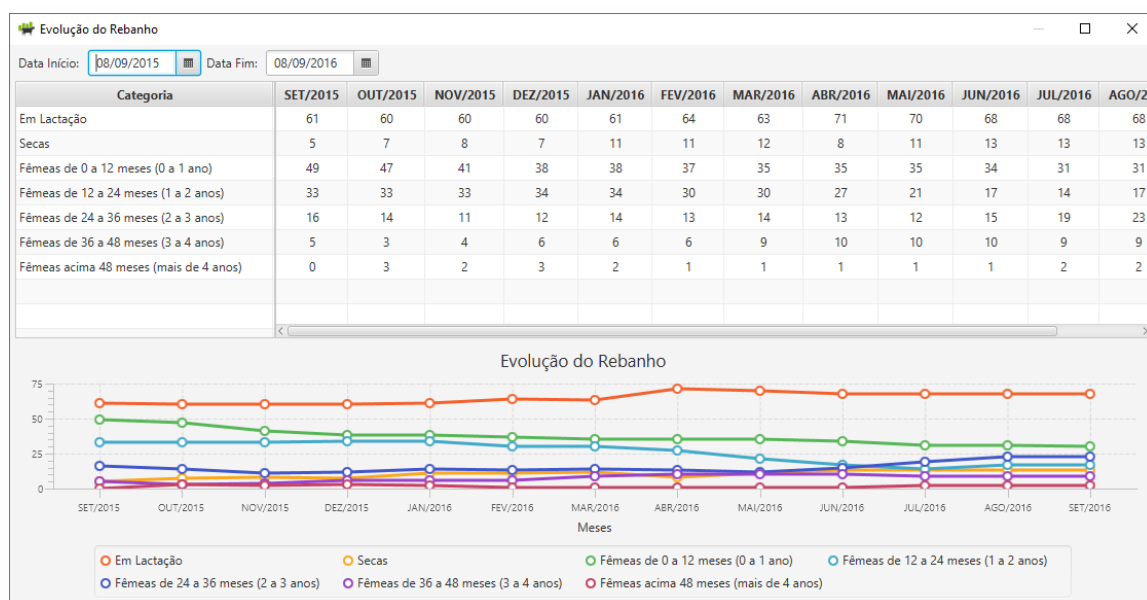 Evolução do Rebanho
Data Início: 08/09/2015 Data Fim: 08/09/2016
Categoria SET/2015 OUT/2015 NOV/2015 DEZ/2015 JAN/2016 FEV/2016 MAR/2016 ABR/2016 MAI/2016 JUN/2016 JUL/2016 AGO/2
Em Lactação 61 60 60 60 61 64 63 71 70 68 68 68
Secas 5 7 8 7 11 11 12 8 11 13 13 13
Fêmeas de 0 a 12 meses (0 a 1 ano) 49 47 41 38 38 37 35 35 35 34 31 31
Fêmeas de 12 a 24 meses (1 a 2 anos) 33 33 33 34 34 30 30 27 21 17 14 17
Fêmeas de 24 a 36 meses (2 a 3 anos) 16 14 11 12 14 13 14 13 12 15 19 23
Fêmeas de 36 a 48 meses (3 a 4 anos) 5 3 4 6 6 6 9 10 10 10 9 9
Fêmeas acima 48 meses (mais de 4 anos) 0 3 2 3 2 1 1 1 1 1 2 2
Evolução do Rebanho
75
50
25
0
SET/2015 OUT/2015 NOV/2015 DEZ/2015 JAN/2016 FEV/2016 MAR/2016 ABR/2016 MAI/2016 JUN/2016 JUL/2016 AGO/2016 SET/2016
Meses
Em Lactação Secas Fêmeas de 0 a 12 meses (0 a 1 ano) Fêmeas de 12 a 24 meses (1 a 2 anos)
Fêmeas de 24 a 36 meses (2 a 3 anos) Fêmeas de 36 a 48 meses (3 a 4 anos) Fêmeas acima 48 meses (mais de 4 anos)